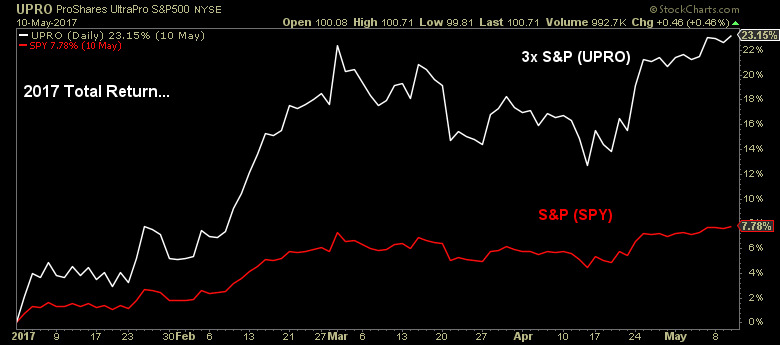 UPRO ProShares UltraPro S&P500 NYSE
© StockCharts.com
10-May-2017
Open 100.08 High 100.71 Low 99.81 Last 100.71 Volume 992.7K Chg +0.46 (+0.46%)
UPRO (Daily) 23.15% (10 May)
SPY 7.78% (10 May)
23.15%
22%
3x S&P (UPRO)
20%
2017 Total Return...
18%
16%
14%
12%
10%
S&P (SPY)
7.78%
6%
4%
2%
0%
2017 9 17 23 Feb 6 13 21 27 Mar 6 13 20 27 Apr 10 17 24 May 8